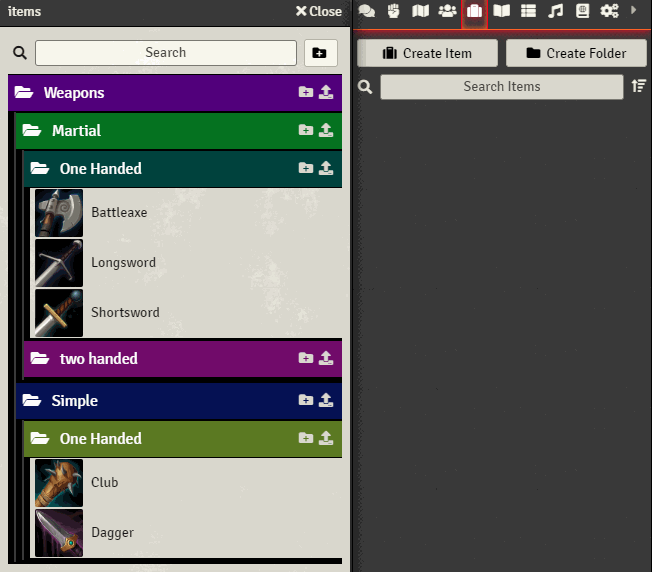 items
Close
Search
Weapons
Martial
One Handed
Battleaxe
Longsword
Shortsword
two handed
Simple
One Handed
Club
Dagger
Create Item
Create Folder
Search Items